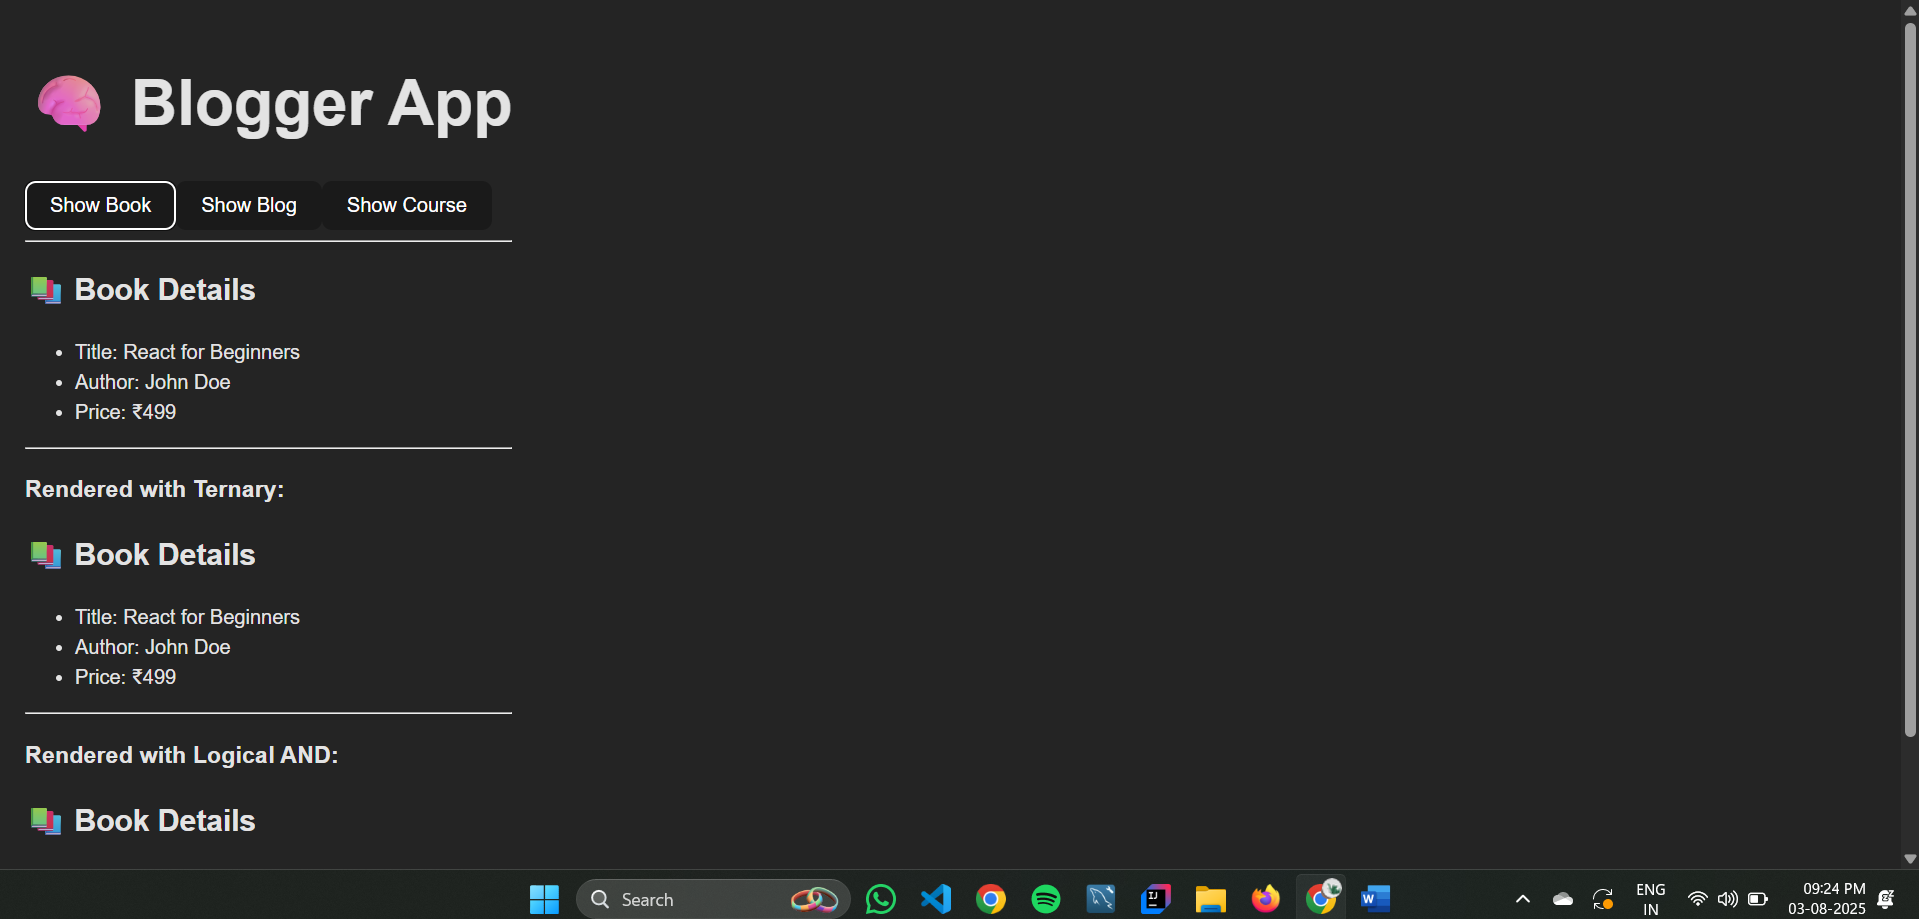 Blogger App
Show Book Show Blog Show Course
Book Details
Title: React for Beginners
Author: John Doe
Price: ₹499
Rendered with Ternary:
Book Details
Title: React for Beginners
Author: John Doe
Price: ₹499
Rendered with Logical AND:
Book Details
Search
ENG
IN
09:24 PM
03-08-2025